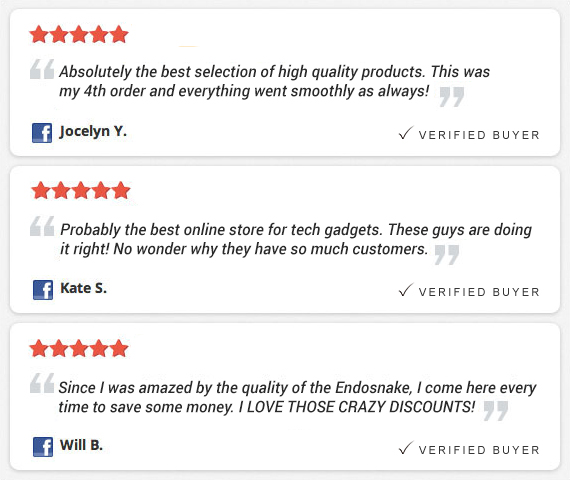 Absolutely the best selection of high quality products. This was
my 4th order and everything went smoothly as always!
Jocelyn Y.
VERIFIED BUYER
Probably the best online store for tech gadgets. These guys are doing
it right! No wonder why they have so much customers.
Kate S.
VERIFIED BUYER
Since I was amazed by the quality of the Endosnake, I come here every
time to save some money. I LOVE THOSE CRAZY DISCOUNTS!
Will B.
VERIFIED BUYER